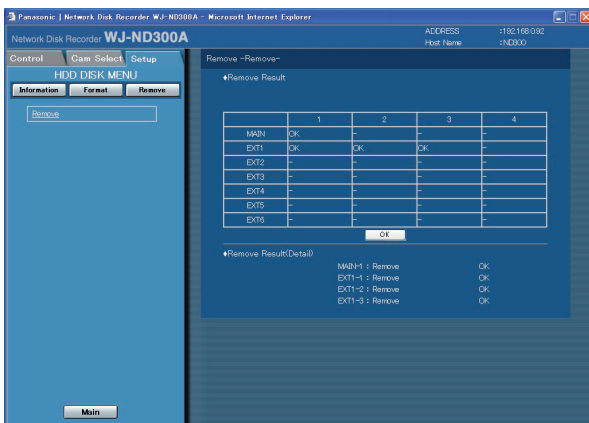 Panasonic | Network Disk Recorder WJ-ND300A - Microsoft Internet Explorer
Network Disk Recorder WJ-ND300A
ADDRESS :192.168.0.92
Host Name :ND300
Control Cam Select Setup
HDD DISK MENU
Information Format Remove
Remove
Main
Remove -Remove-
♦Remove Result
1 2 3 4
MAIN OK - - -
EXT1 OK OK OK -
EXT2 - - - -
EXT3 - - - -
EXT4 - - - -
EXT5 - - - -
EXT6 - - - -
OK
♦Remove Result(Detail)
MAIN-1 : Remove OK
EXT1-1 : Remove OK
EXT1-2 : Remove OK
EXT1-3 : Remove OK